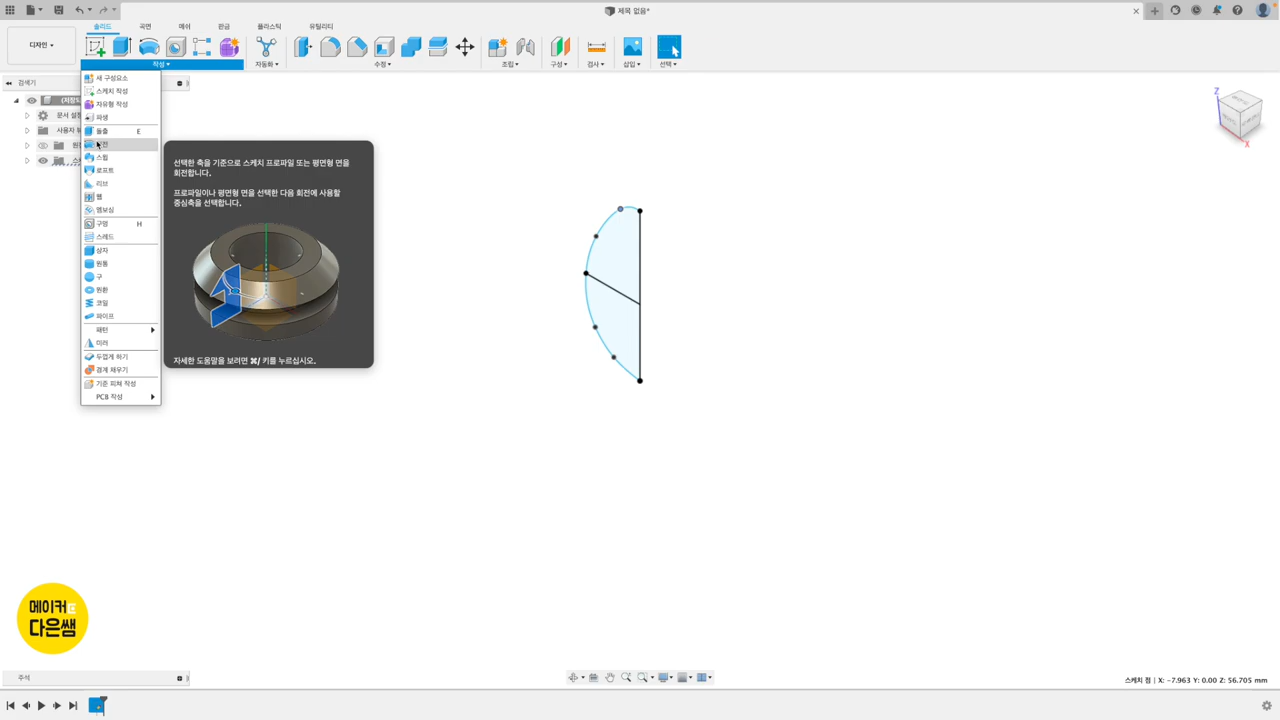 제목 없음*
디자인
솔리드
곡면
메쉬
판금
플라스틱
유틸리티
작성
자동화
수정
조립
구성
검사
삽입
선택
검색기
새 구성요소
스케치 작성
자유형 작성
파생
돌출 E
스윕
로프트
리브
웹
엠보싱
구멍 H
스레드
상자
원통
구
원환
코일
파이프
패턴
미러
두껍게 하기
경계 채우기
기준 피쳐 작성
PCB 작성
문서 설정
선택한 축을 기준으로 스케치 프로파일 또는 평면형 면을
회전합니다.
프로파일이나 평면형 면을 선택한 다음 회전에 사용할
중심축을 선택합니다.
자세한 도움말을 보려면 ⌘/ 키를 누르십시오.
Z
X
메이커
다은쌤
주석
스케치 점 | X: -7.963 Y: 0.00 Z: 56.705 mm